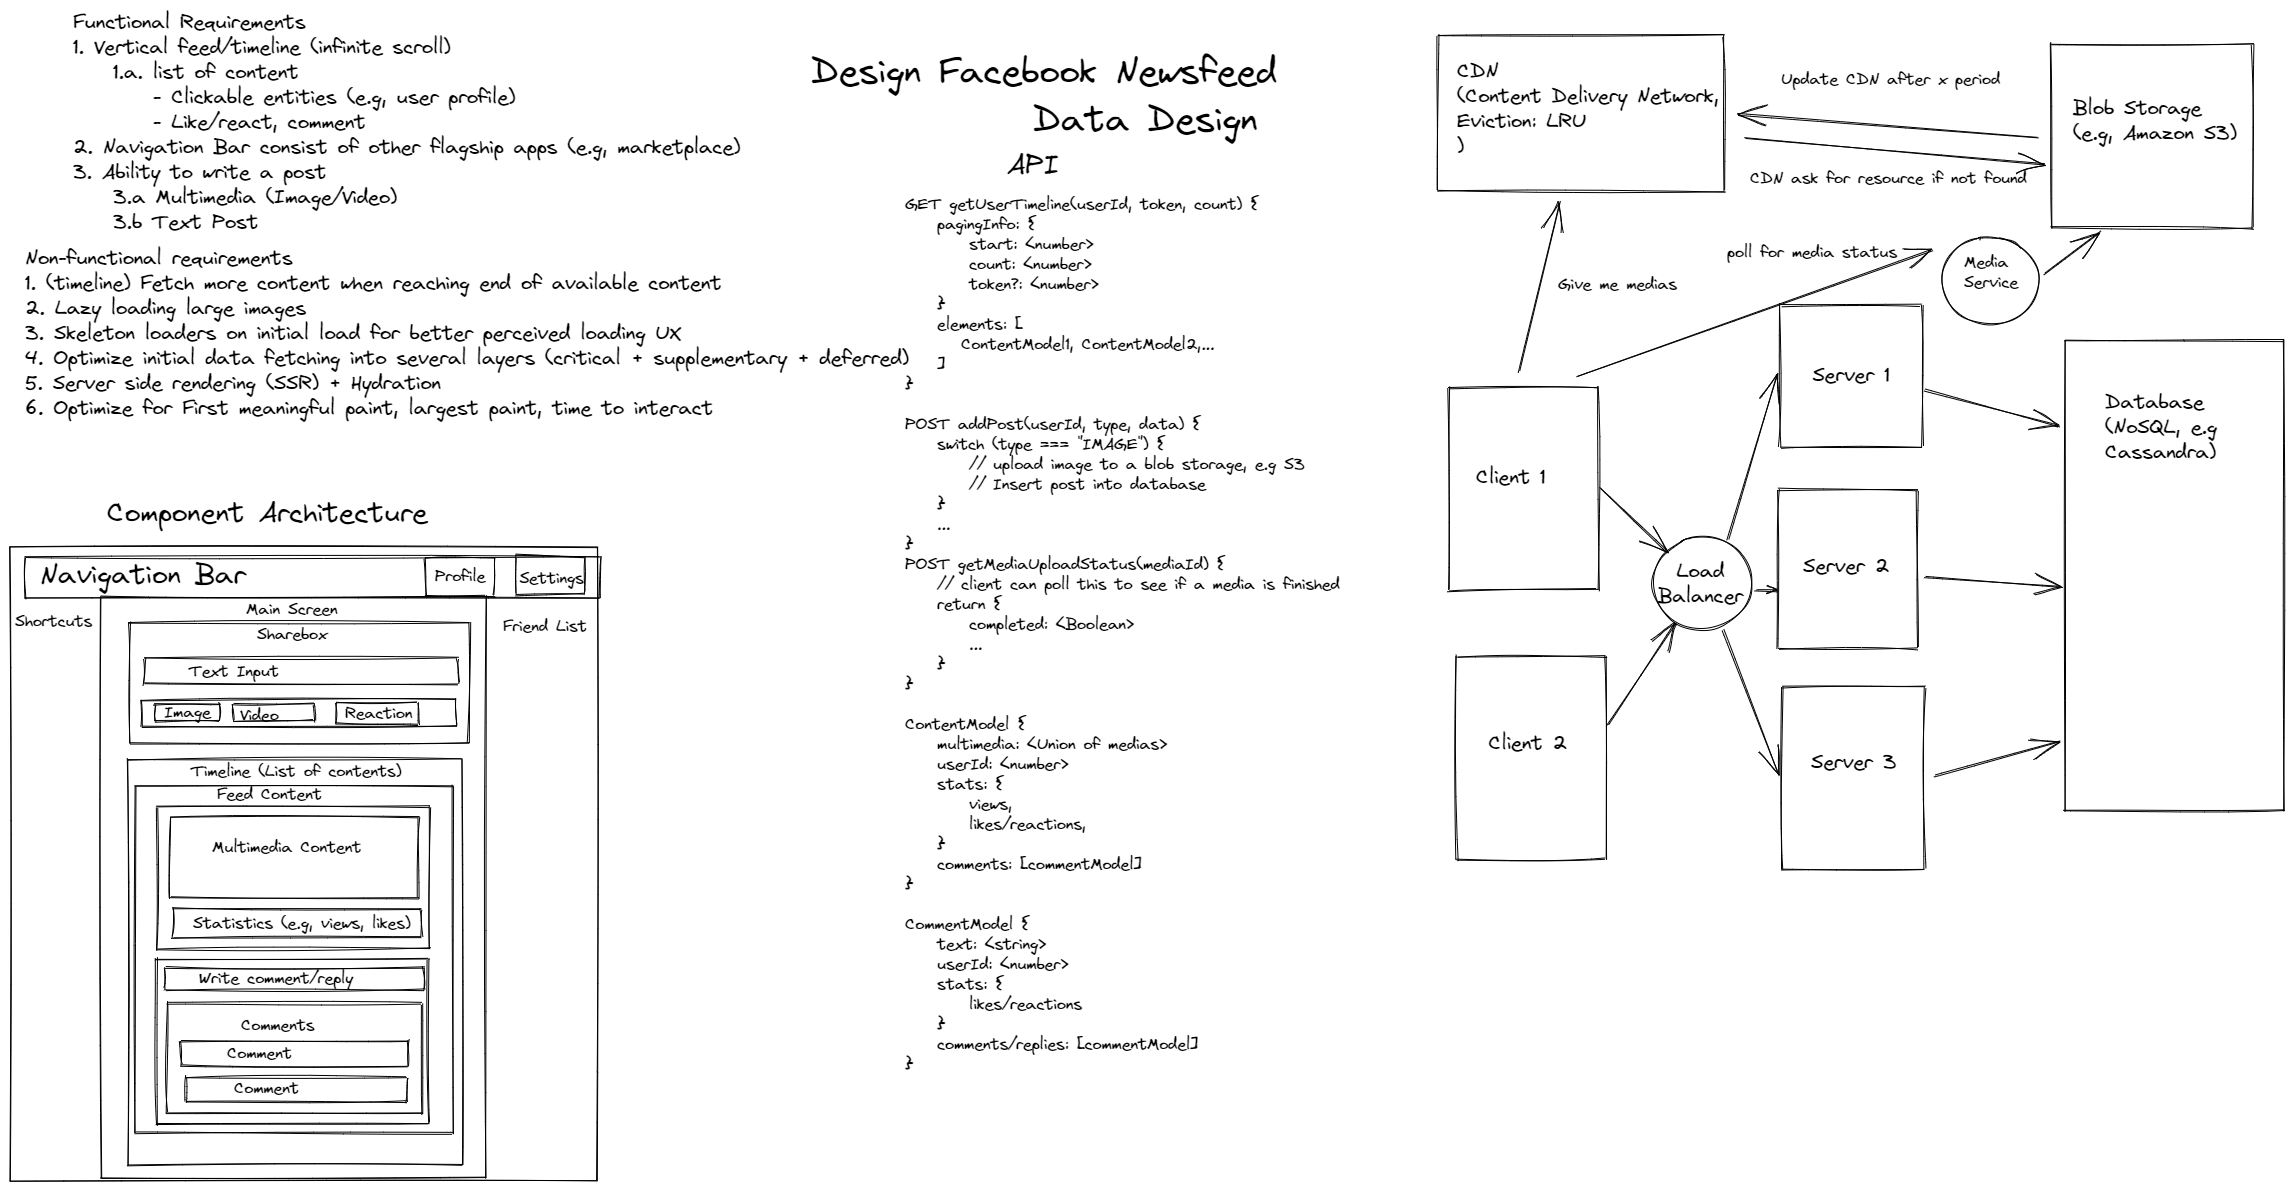 Functional Requirements
1. Vertical feed/timeline (infinite scroll)
1.a. list of content
- Clickable entities (e.g, user profile)
- Like/react, comment
2. Navigation Bar consist of other flagship apps (e.g, marketplace)
3. Ability to write a post
3.a Multimedia (Image/Video)
3.b Text Post
Non-functional requirements
1. (timeline) Fetch more content when reaching end of available content
2. Lazy loading large images
3. Skeleton loaders on initial load for better perceived loading UX
4. Optimize initial data fetching into several layers (critical + supplementary + deferred)
5. Server side rendering (SSR) + Hydration
6. Optimize for First meaningful paint, largest paint, time to interact
Component Architecture
Navigation Bar
Profile
Settings
Shortcuts
Main Screen
Friend List
Sharebox
Text Input
Image
Video
Reaction
Timeline (List of contents)
Feed Content
Multimedia Content
Statistics (e.g, views, likes)
Write comment/reply
Comments
Comment
Comment
Design Facebook Newsfeed
Data Design
API
GET getUserTimeline(userId, token, count) {
pagingInfo: {
start: <number>
count: <number>
token?: <number>
}
elements: [
ContentModel1, ContentModel2,...
]
}
POST addPost(userId, type, data) {
switch (type === "IMAGE") {
// upload image to a blob storage, e.g S3
// Insert post into database
}
...
}
POST getMediaUploadStatus(mediaId) {
// client can poll this to see if a media is finished
return {
completed: <Boolean>
...
}
}
ContentModel {
multimedia: <Union of medias>
userId: <number>
stats: {
views,
likes/reactions,
}
comments: [commentModel]
}
CommentModel {
text: <string>
userId: <number>
stats: {
likes/reactions
}
comments/replies: [commentModel]
}
CDN
(Content Delivery Network,
Eviction: LRU
)
Update CDN after x period
CDN ask for resource if not found
Blob Storage
(e.g, Amazon S3)
Give me medias
poll for media status
Media
Service
Client 1
Client 2
Load
Balancer
Server 1
Server 2
Server 3
Database
(NoSQL, e.g
Cassandra)